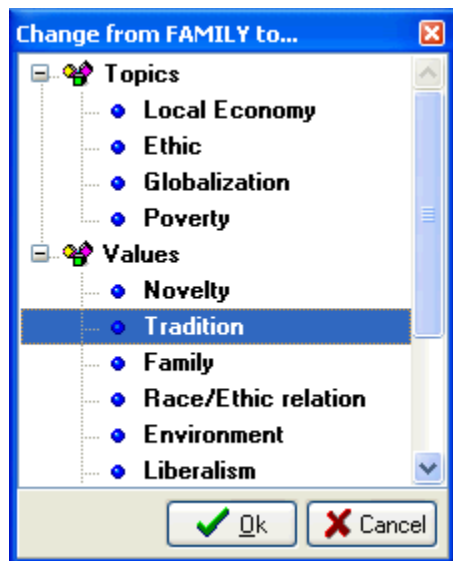 Change from FAMILY to...
Topics
Local Economy
Ethic
Globalization
Poverty
Values
Novelty
Tradition
Family
Race/Ethic relation
Environment
Liberalism
Ok Cancel